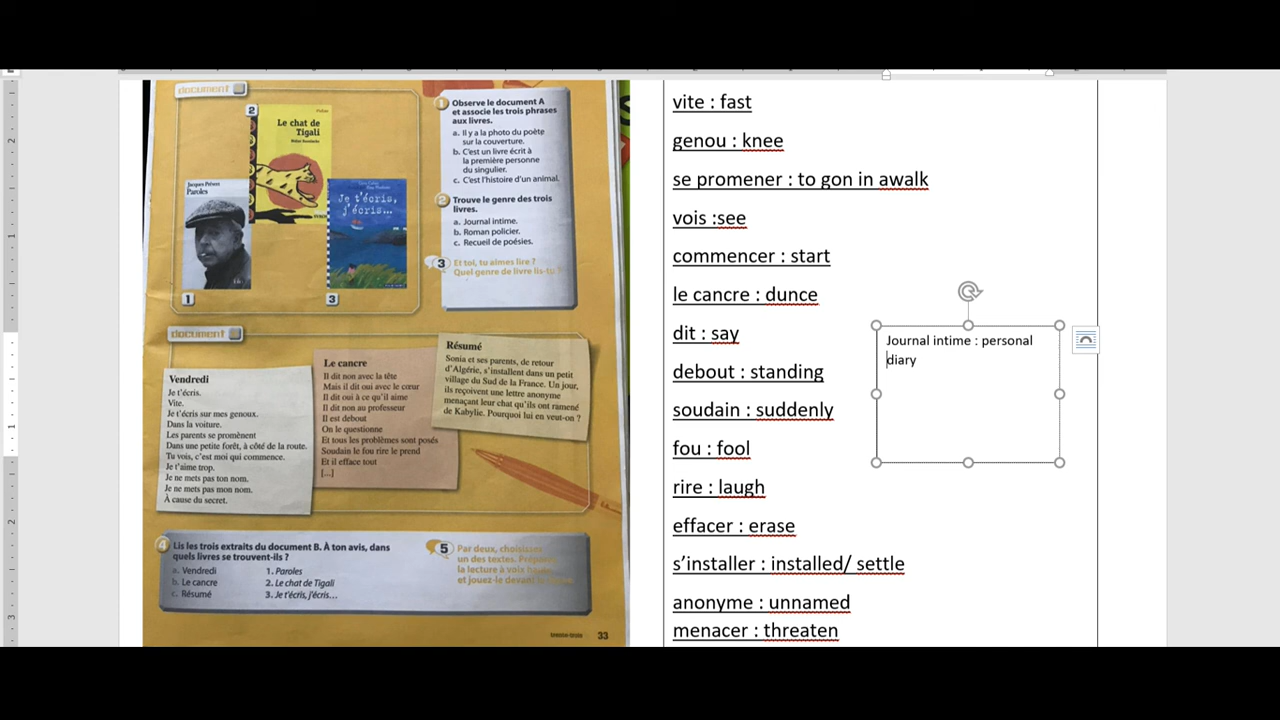 document
2
Le chat de
Tigali
Jacques Prévert
Paroles
Je t'écris,
j'écris...
1
3
1 Observe le document A
et associe les trois phrases
aux livres.
a. Il y a la photo du poète
sur la couverture.
b. C'est un livre écrit à
la première personne
du singulier.
c. C'est l'histoire d'un animal.
2 Trouve le genre des trois
livres.
a. Journal intime.
b. Roman policier.
c. Recueil de poésies.
3 Et toi, tu aimes lire ?
Quel genre de livre lis-tu ?
document
Vendredi
Je t'écris.
Vite.
Je t'écris sur mes genoux.
Dans la voiture.
Les parents se promènent
Dans une petite forêt, à côté de la route.
Tu vois, c'est moi qui commence.
Je t'aime trop.
Je ne mets pas ton nom.
Je ne mets pas mon nom.
À cause du secret.
Le cancre
Il dit non avec la tête
Mais il dit oui avec le cœur
Il dit oui à ce qu'il aime
Il dit non au professeur
Il est debout
On le questionne
Et tous les problèmes sont posés
Soudain le fou rire le prend
Et il efface tout
[...]
Résumé
Sonia et ses parents, de retour
d'Algérie, s'installent dans un petit
village du Sud de la France. Un jour,
ils reçoivent une lettre anonyme
menaçant leur chat qu'ils ont ramené
de Kabylie. Pourquoi lui en veut-on ?
4 Lis les trois extraits du document B. À ton avis, dans
quels livres se trouvent-ils ?
a. Vendredi 1. Paroles
b. Le cancre 2. Le chat de Tigali
c. Résumé 3. Je t'écris, j'écris...
5 Par deux, choisissez
un des textes. Préparez
la lecture à voix haute
et jouez-le devant la
trente-trois 33
vite : fast
genou : knee
se promener : to gon in awalk
vois :see
commencer : start
le cancre : dunce
dit : say
debout : standing
soudain : suddenly
fou : fool
rire : laugh
effacer : erase
s'installer : installed/ settle
anonyme : unnamed
menacer : threaten
Journal intime : personal
diary